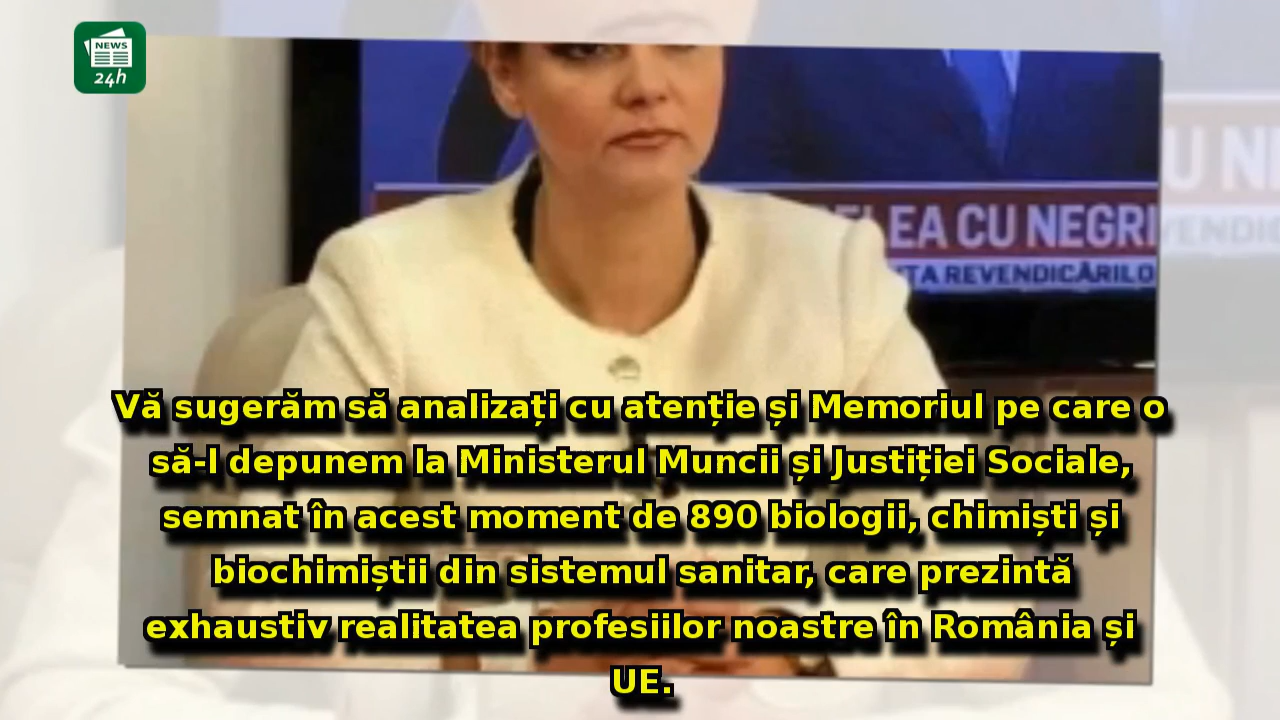 NEWS
24h
U NE
EA CU NEGRI
VENDIC
TA REVENDICĂRILO
Vă sugerăm să analizați cu atenție și Memoriul pe care o
să-l depunem la Ministerul Muncii și Justiției Sociale,
semnat în acest moment de 890 biologii, chimiști și
biochimiștii din sistemul sanitar, care prezintă
exhaustiv realitatea profesiilor noastre în România și
UE.